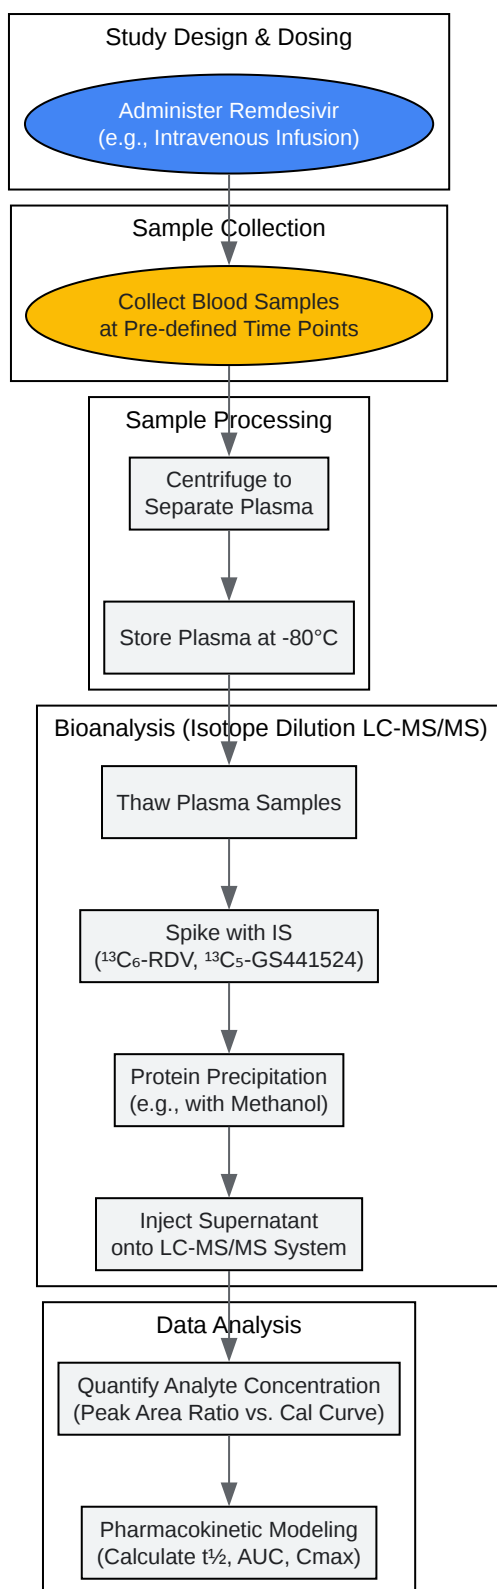 Study Design & Dosing
Administer Remdesivir
(e.g., Intravenous Infusion)
Sample Collection
Collect Blood Samples
at Pre-defined Time Points
Sample Processing
Centrifuge to
Separate Plasma
Store Plasma at -80°C
Bioanalysis (Isotope Dilution LC-MS/MS)
Thaw Plasma Samples
Spike with IS
(¹³C₆-RDV, ¹³C₅-GS441524)
Protein Precipitation
(e.g., with Methanol)
Inject Supernatant
onto LC-MS/MS System
Data Analysis
Quantify Analyte Concentration
(Peak Area Ratio vs. Cal Curve)
Pharmacokinetic Modeling
(Calculate t½, AUC, Cmax)